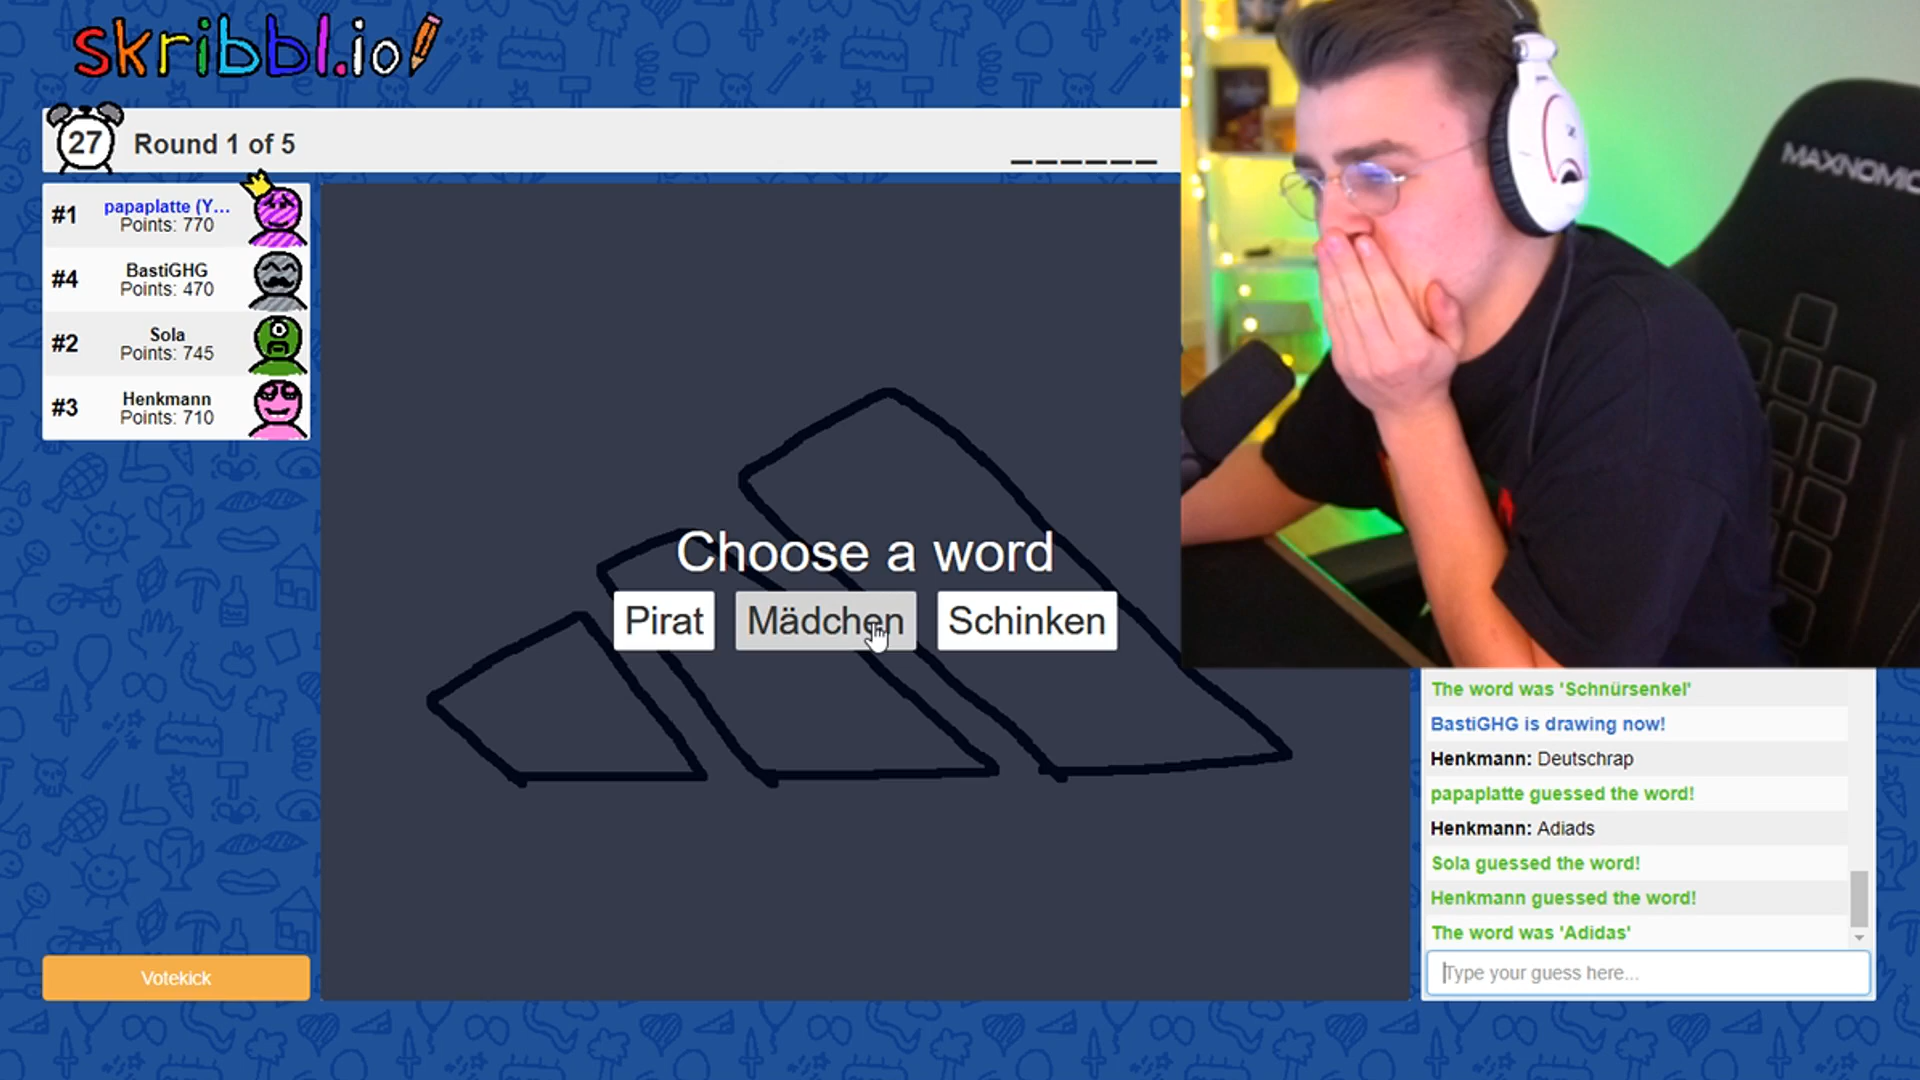 skribbl.io
27
Round 1 of 5
______
#1
papaplatte (Y...
Points: 770
#4
BastiGHG
Points: 470
#2
Sola
Points: 745
#3
Henkmann
Points: 710
Choose a word
Pirat
Mädchen
Schinken
MAXNOMIC
The word was 'Schnürsenkel'
BastiGHG is drawing now!
Henkmann: Deutschrap
papaplatte guessed the word!
Henkmann: Adiads
Sola guessed the word!
Henkmann guessed the word!
The word was 'Adidas'
Type your guess here...
Votekick